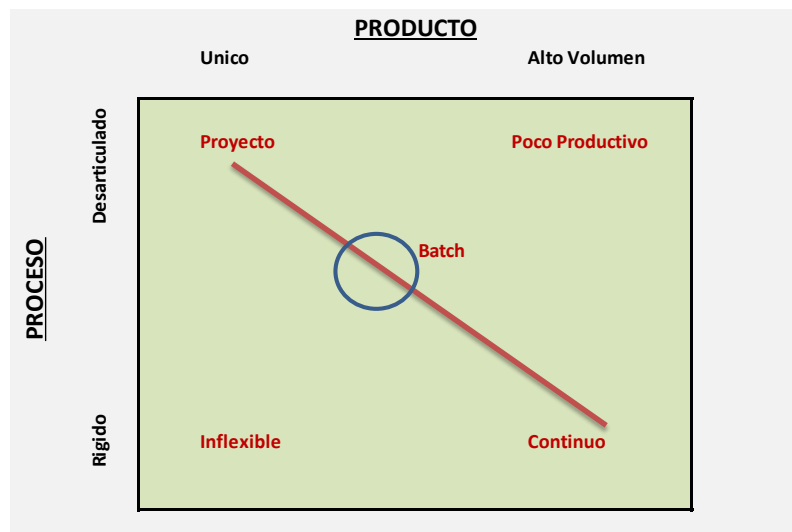 PRODUCTO
Unico Alto Volumen
Desarticulado
Proyecto Poco Productivo
PROCESO
Batch
Rigido
Inflexible Continuo